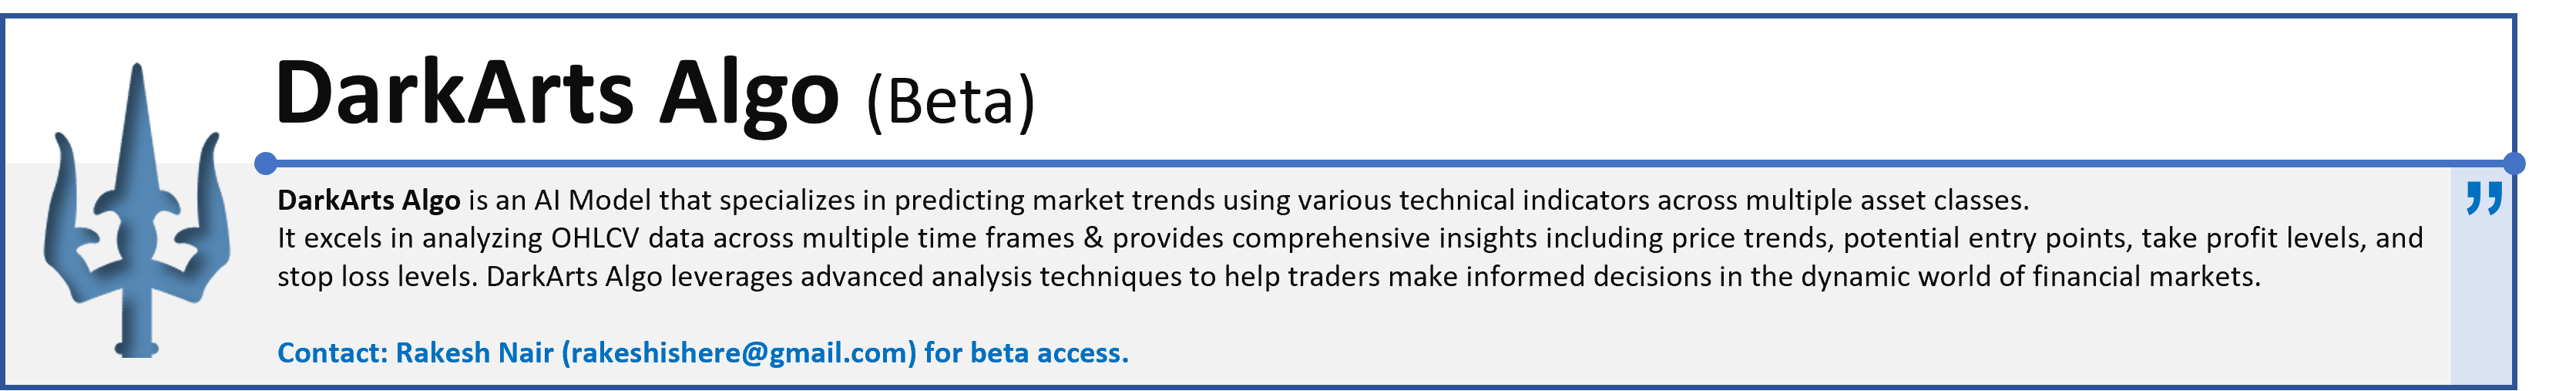 DarkArts Algo (Beta)
DarkArts Algo is an AI Model that specializes in predicting market trends using various technical indicators across multiple asset classes.
It excels in analyzing OHLCV data across multiple time frames & provides comprehensive insights including price trends, potential entry points, take profit levels, and
stop loss levels. DarkArts Algo leverages advanced analysis techniques to help traders make informed decisions in the dynamic world of financial markets.
Contact: Rakesh Nair (rakeshishere@gmail.com) for beta access.
”